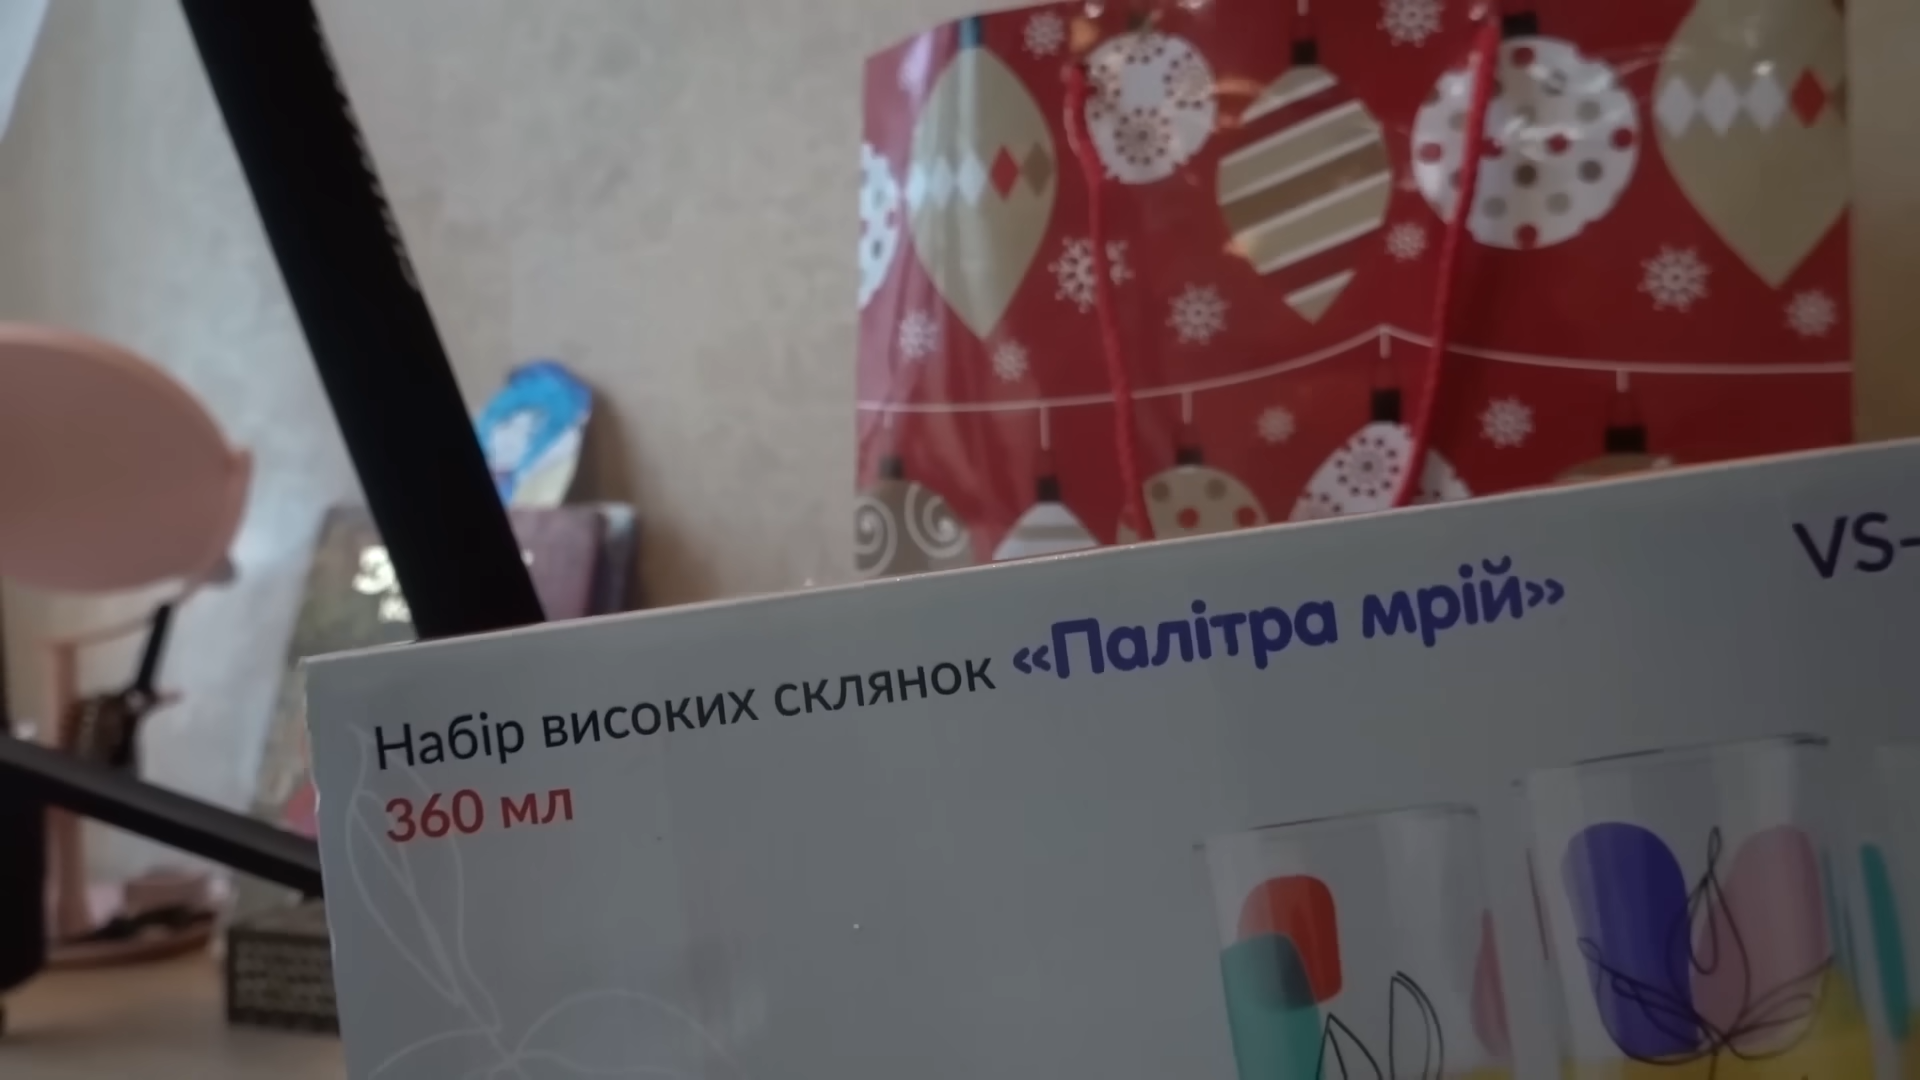 Набір високих склянок «Палітра мрій»
360 мл
VS-